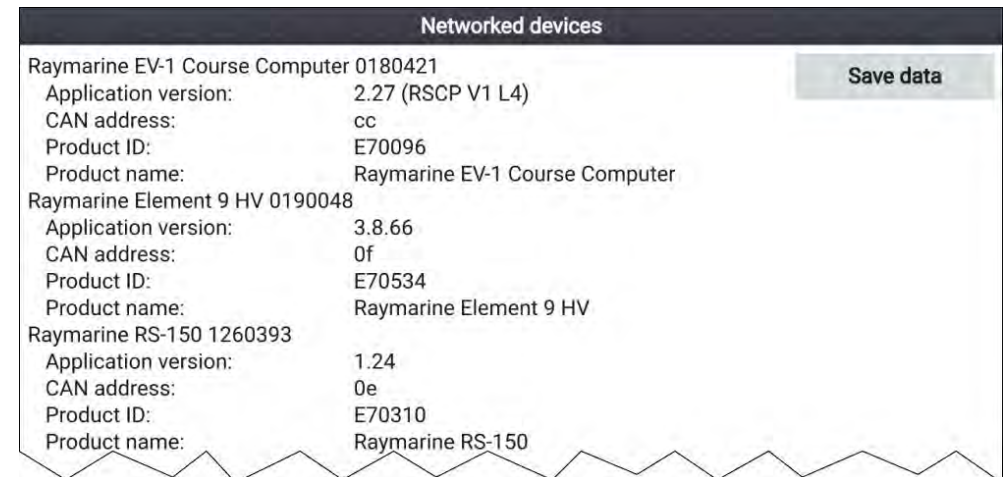 Networked devices
Raymarine EV-1 Course Computer 0180421
Save data
Application version: 2.27 (RSCP V1 L4)
CAN address: cc
Product ID: E70096
Product name: Raymarine EV-1 Course Computer
Raymarine Element 9 HV 0190048
Application version: 3.8.66
CAN address: 0f
Product ID: E70534
Product name: Raymarine Element 9 HV
Raymarine RS-150 1260393
Application version: 1.24
CAN address: 0e
Product ID: E70310
Product name: Raymarine RS-150